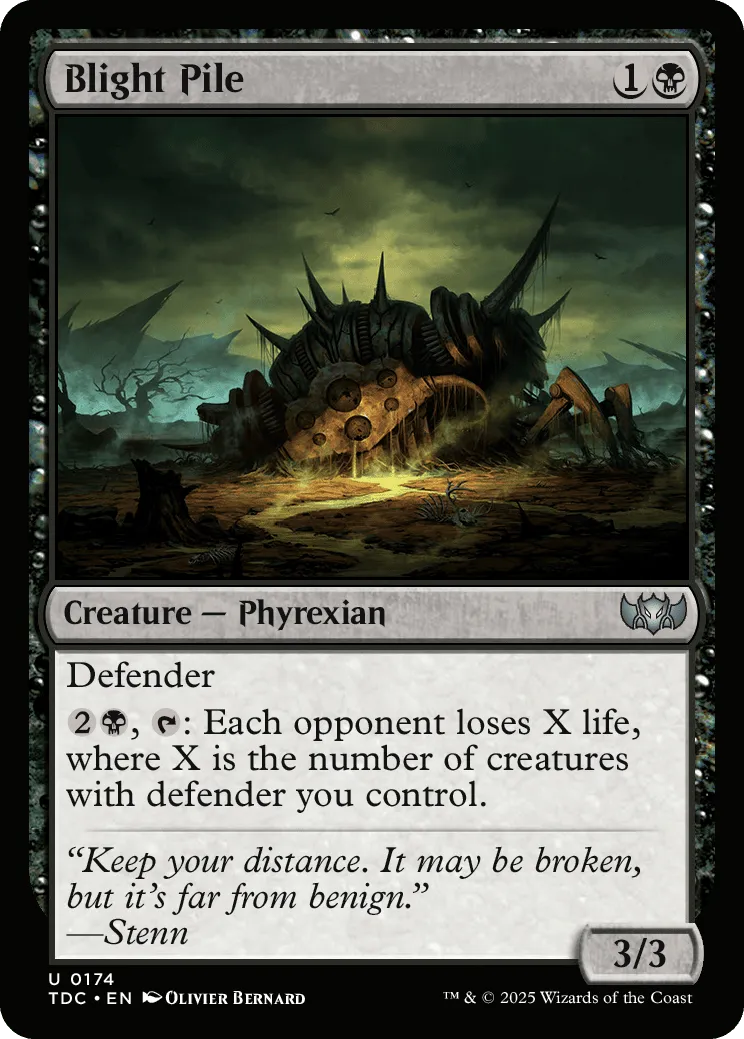 Blight Pile 1
Creature — Phyrexian
Defender
2, : Each opponent loses X life,
where X is the number of creatures
with defender you control.
“Keep your distance. It may be broken,
but it’s far from benign.”
—Stenn
3/3
U 0174
TDC • EN Olivier Bernard
™ & © 2025 Wizards of the Coast